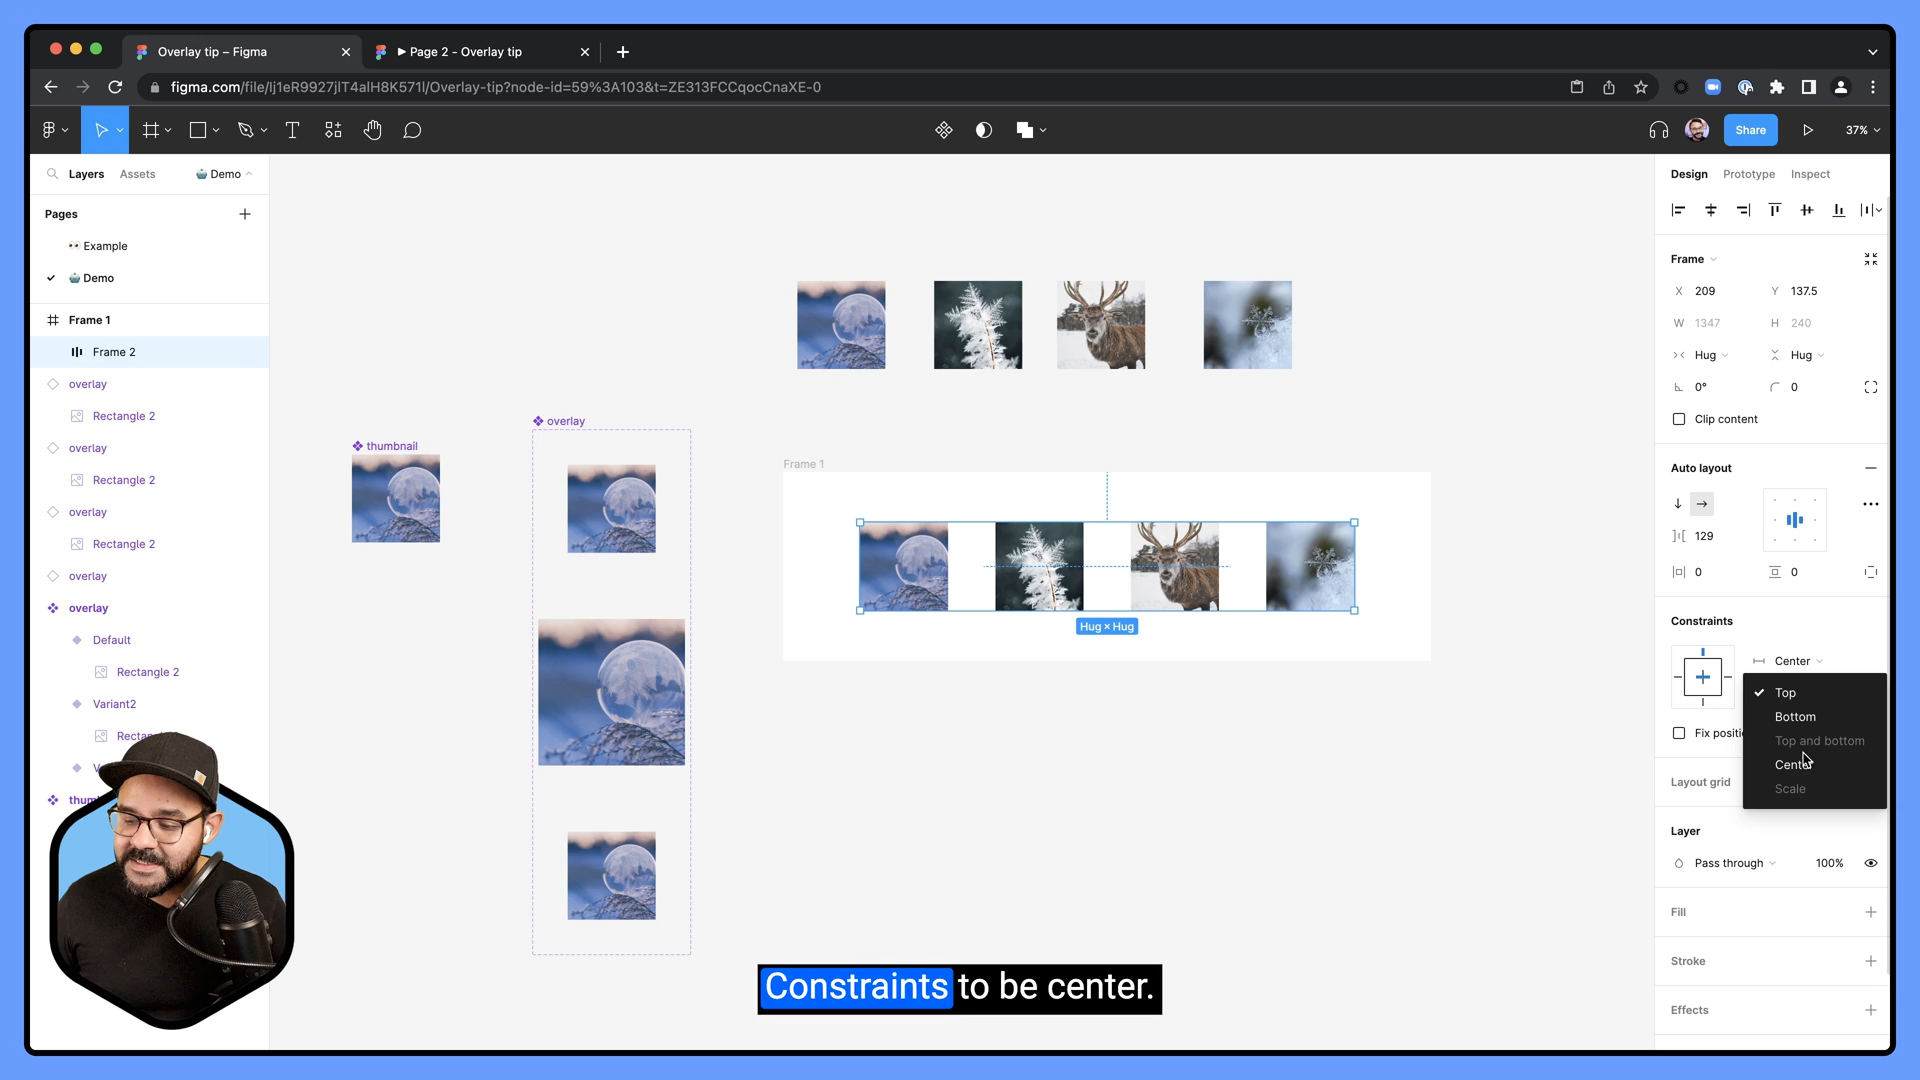 Overlay tip – Figma
Page 2 - Overlay tip
figma.com/file/lj1eR9927jlT4alH8K571l/Overlay-tip?node-id=59%3A103&t=ZE313FCCqocCnaXE-0
Share
37%
Layers
Assets
Demo
Pages
Example
Demo
Frame 1
Frame 2
overlay
Rectangle 2
overlay
Rectangle 2
overlay
Rectangle 2
overlay
overlay
Default
Rectangle 2
Variant2
thumbnail
overlay
Frame 1
Hug × Hug
Constraints to be center.
Design
Prototype
Inspect
Frame
X 209
Y 137.5
W 1347
H 240
Hug
Hug
0°
0
Clip content
Auto layout
129
0
0
Constraints
Center
Top
Bottom
Top and bottom
Center
Scale
Layout grid
Layer
Pass through
100%
Fill
Stroke
Effects